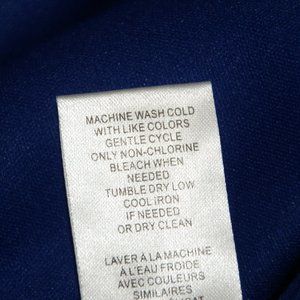 MACHINE WASH COLD
WITH LIKE COLORS
GENTLE CYCLE
ONLY NON-CHLORINE
BLEACH WHEN
NEEDED
TUMBLE DRY LOW
COOL IRON
IF NEEDED
OR DRY CLEAN
LAVER À LA MACHINE
À L'EAU FROIDE
AVEC COULEURS
SIMILAIRES